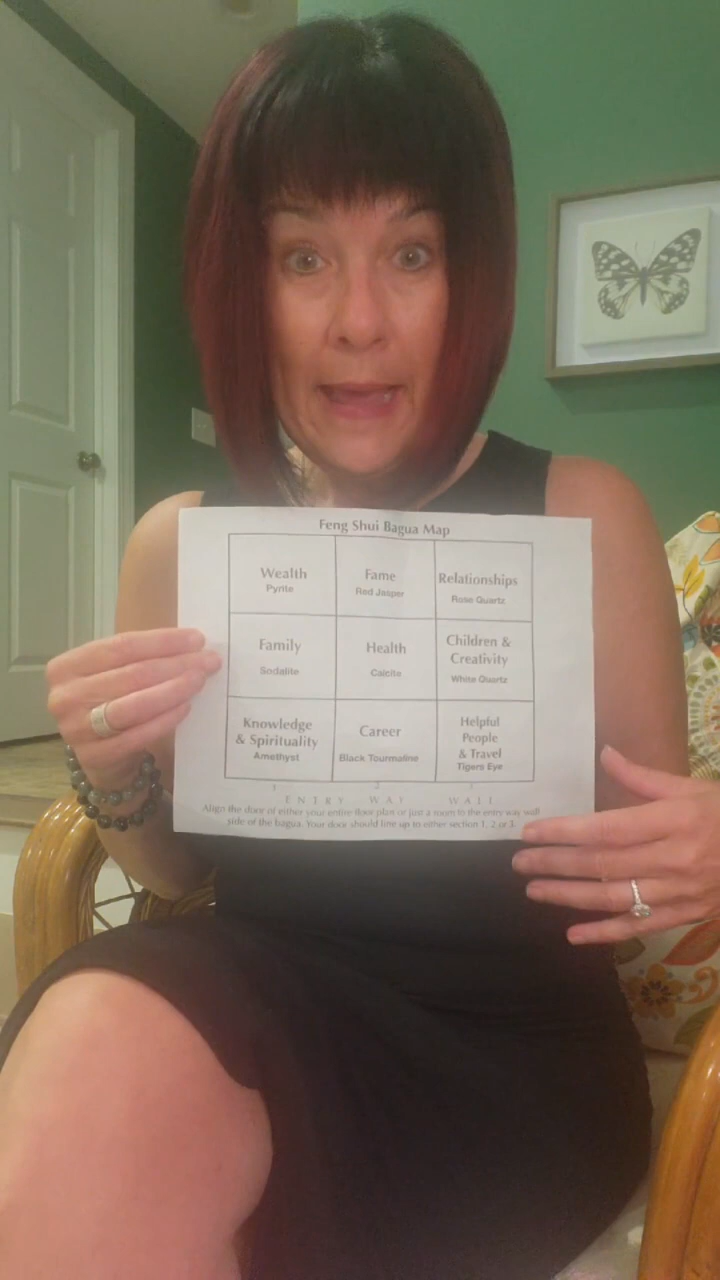 Feng Shui Bagua Map
Wealth
Pyrite
Fame
Red Jasper
Relationships
Rose Quartz
Family
Sodalite
Health
Calcite
Children &
Creativity
White Quartz
Knowledge
& Spirituality
Amethyst
Career
Black Tourmaline
Helpful
People
& Travel
Tigers Eye
1 2 3
ENTRY WAY WALL
Align the door of either your entire floor plan or just a room to the entry way wall
side of the bagua. Your door should line up to either section 1, 2 or 3.